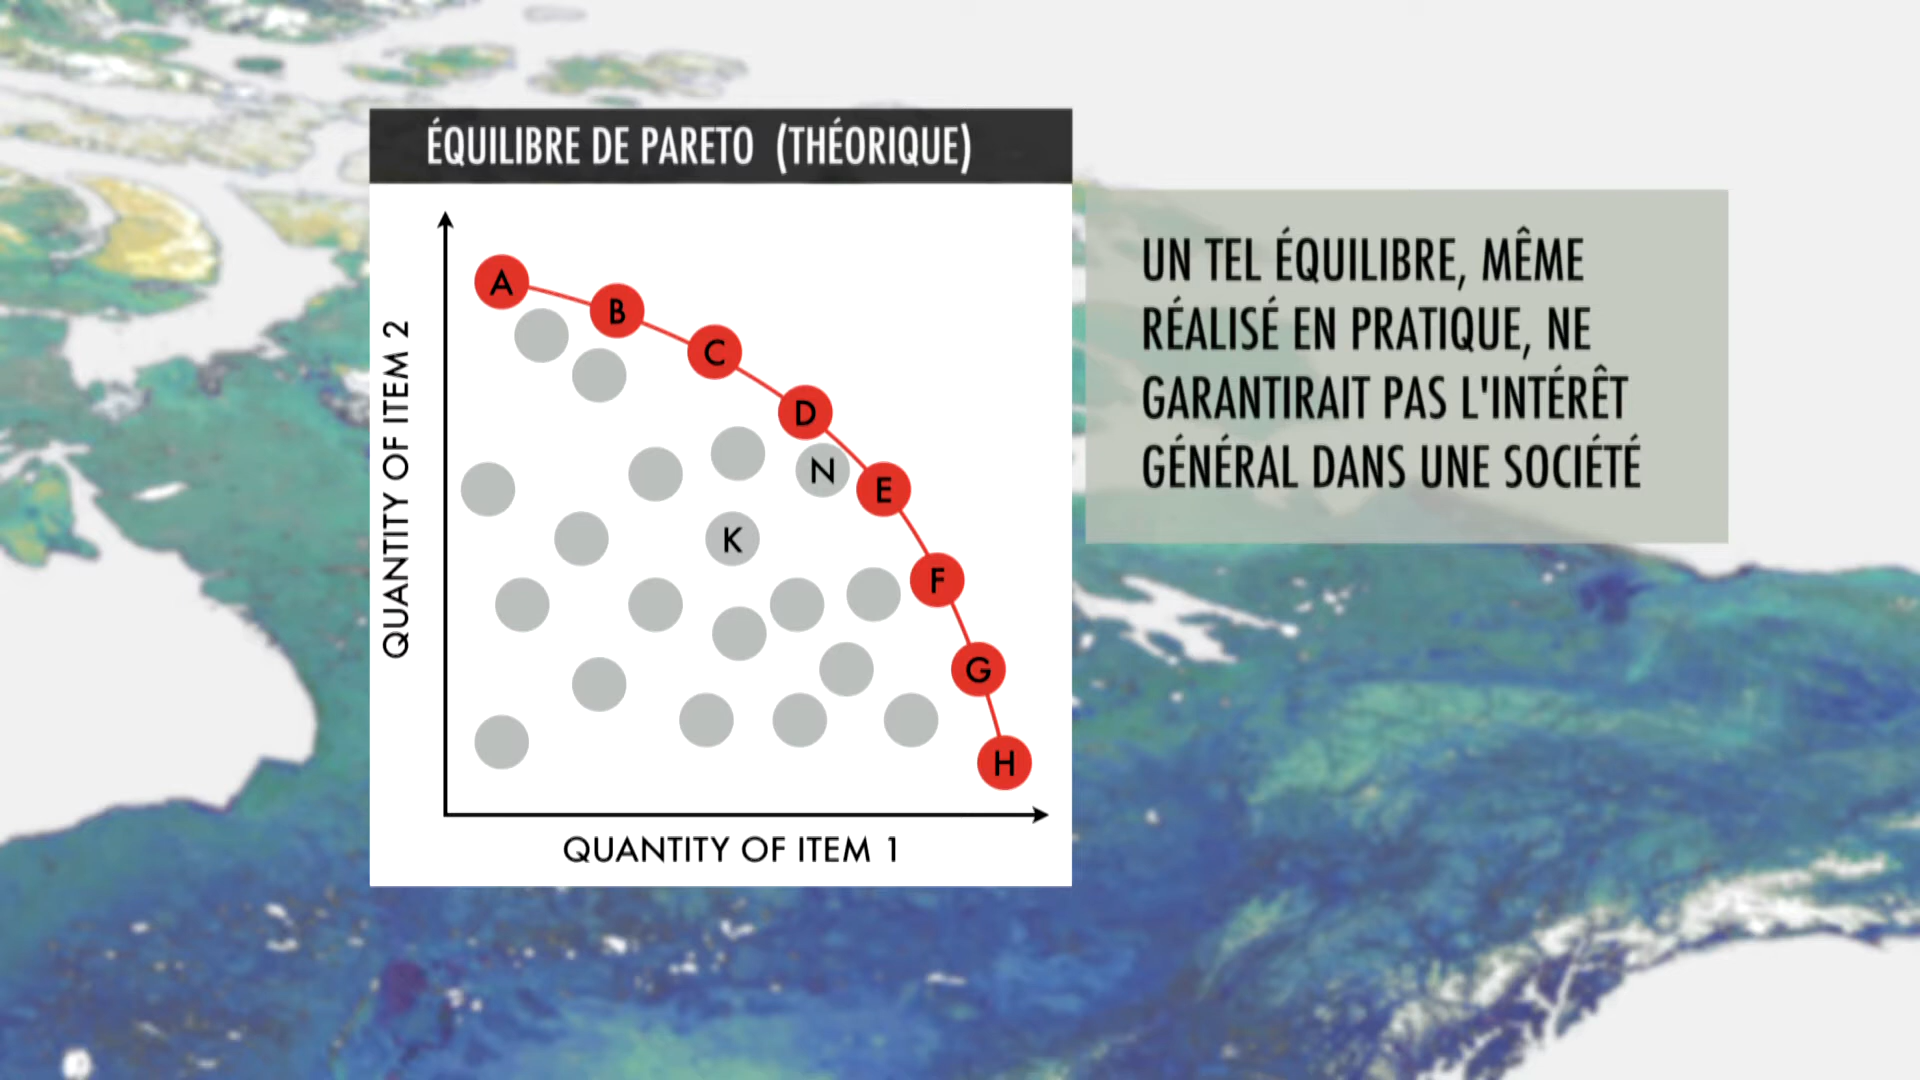 ÉQUILIBRE DE PARETO (THÉORIQUE)
QUANTITY OF ITEM 2
A
B
C
D
N
E
K
F
G
H
QUANTITY OF ITEM 1
UN TEL ÉQUILIBRE, MÊME
RÉALISÉ EN PRATIQUE, NE
GARANTIRAIT PAS L'INTÉRÊT
GÉNÉRAL DANS UNE SOCIÉTÉ